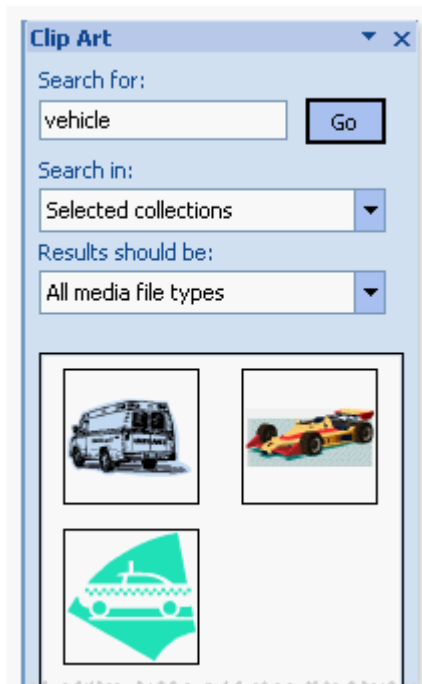 Clip Art
Search for:
vehicle
Go
Search in:
Selected collections
Results should be:
All media file types